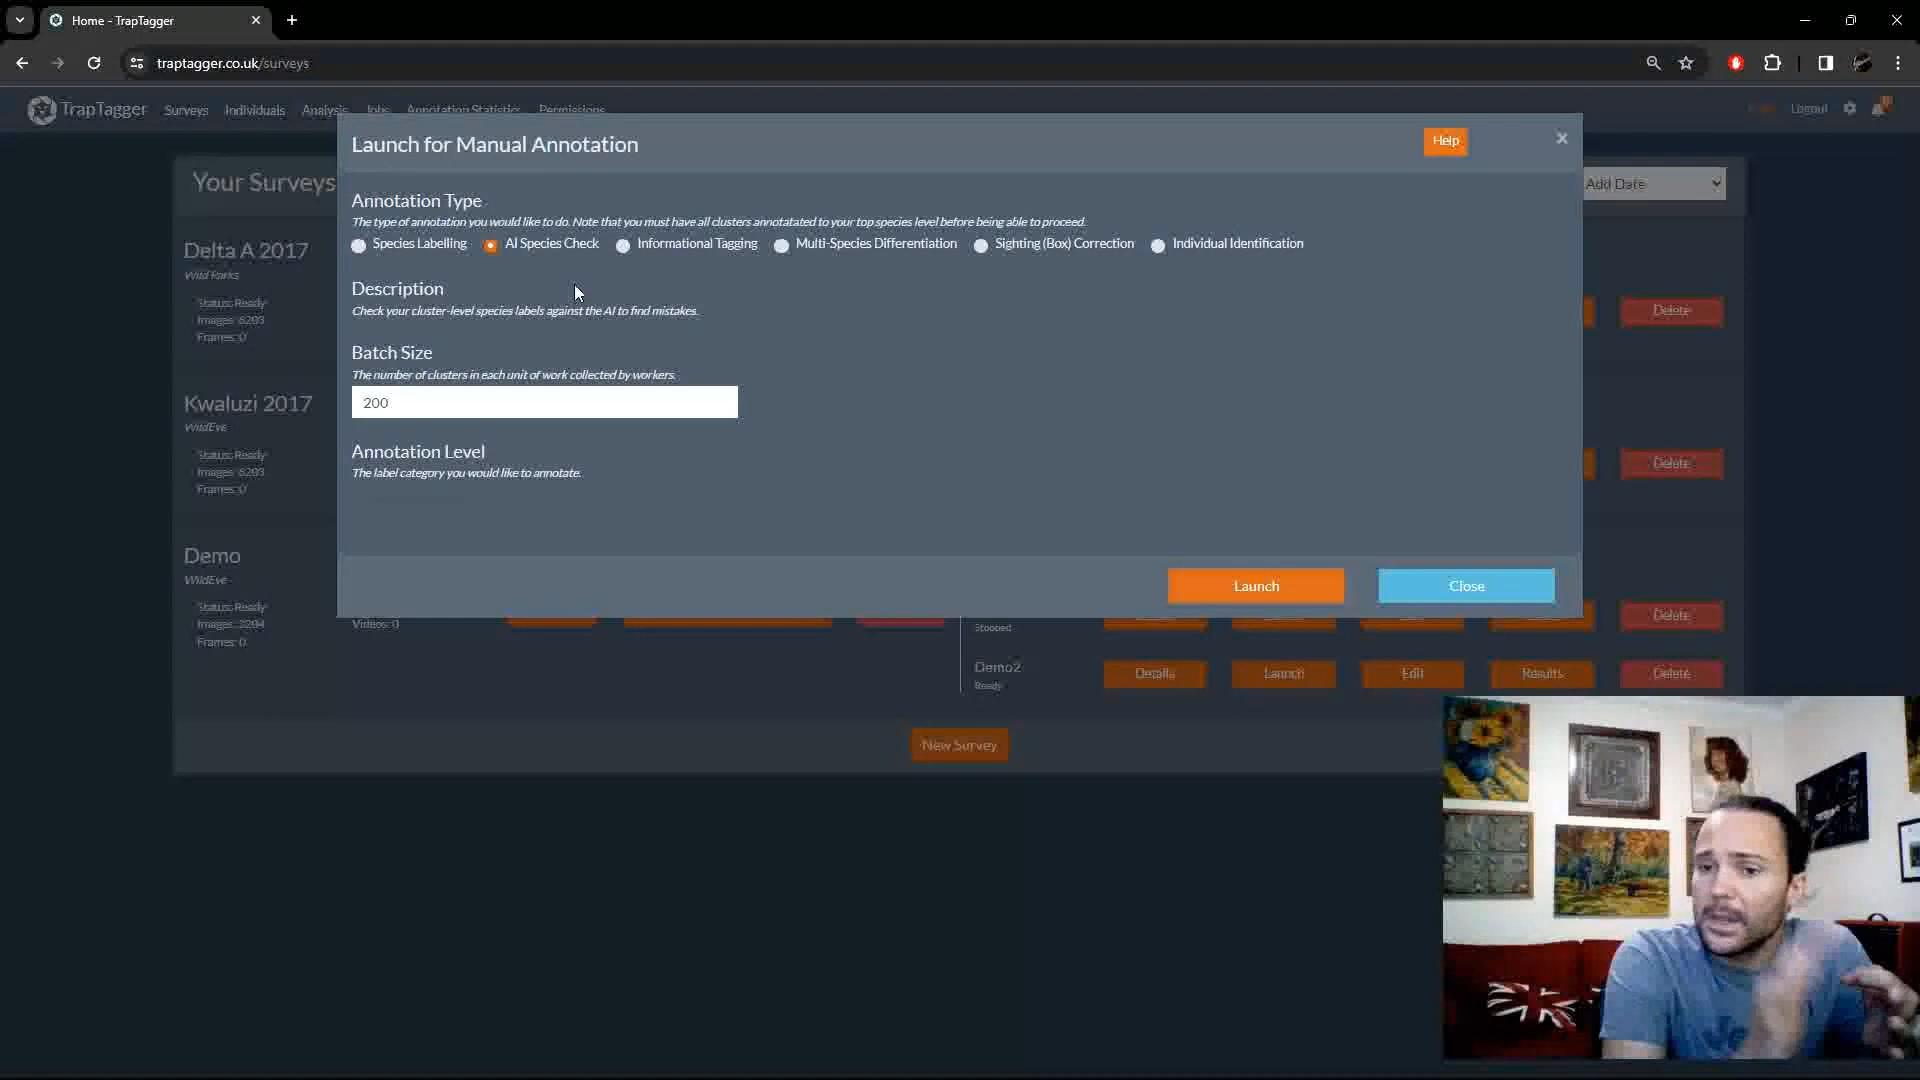 Home - TrapTagger
traptagger.co.uk/surveys
TrapTagger Surveys Individuals Analysis Jobs Annotation Statistics Permissions Logout
Launch for Manual Annotation Help
Your Surveys Add Date
Annotation Type
The type of annotation you would like to do. Note that you must have all clusters annotatated to your top species level before being able to proceed.
Species Labelling AI Species Check Informational Tagging Multi-Species Differentiation Sighting (Box) Correction Individual Identification
Delta A 2017
Wild Parks
Status: Ready
Images: 6203
Frames: 0
Delete
Description
Check your cluster-level species labels against the AI to find mistakes.
Batch Size
The number of clusters in each unit of work collected by workers.
200
Kwaluzi 2017
WildEve
Status: Ready
Images: 6203
Frames: 0
Delete
Annotation Level
The label category you would like to annotate.
Launch Close
Demo
WildEve
Status: Ready
Images: 3204
Frames: 0
Videos: 0
Stopped
Delete
Demo2
Ready
Details Launch Edit Results Delete
New Survey